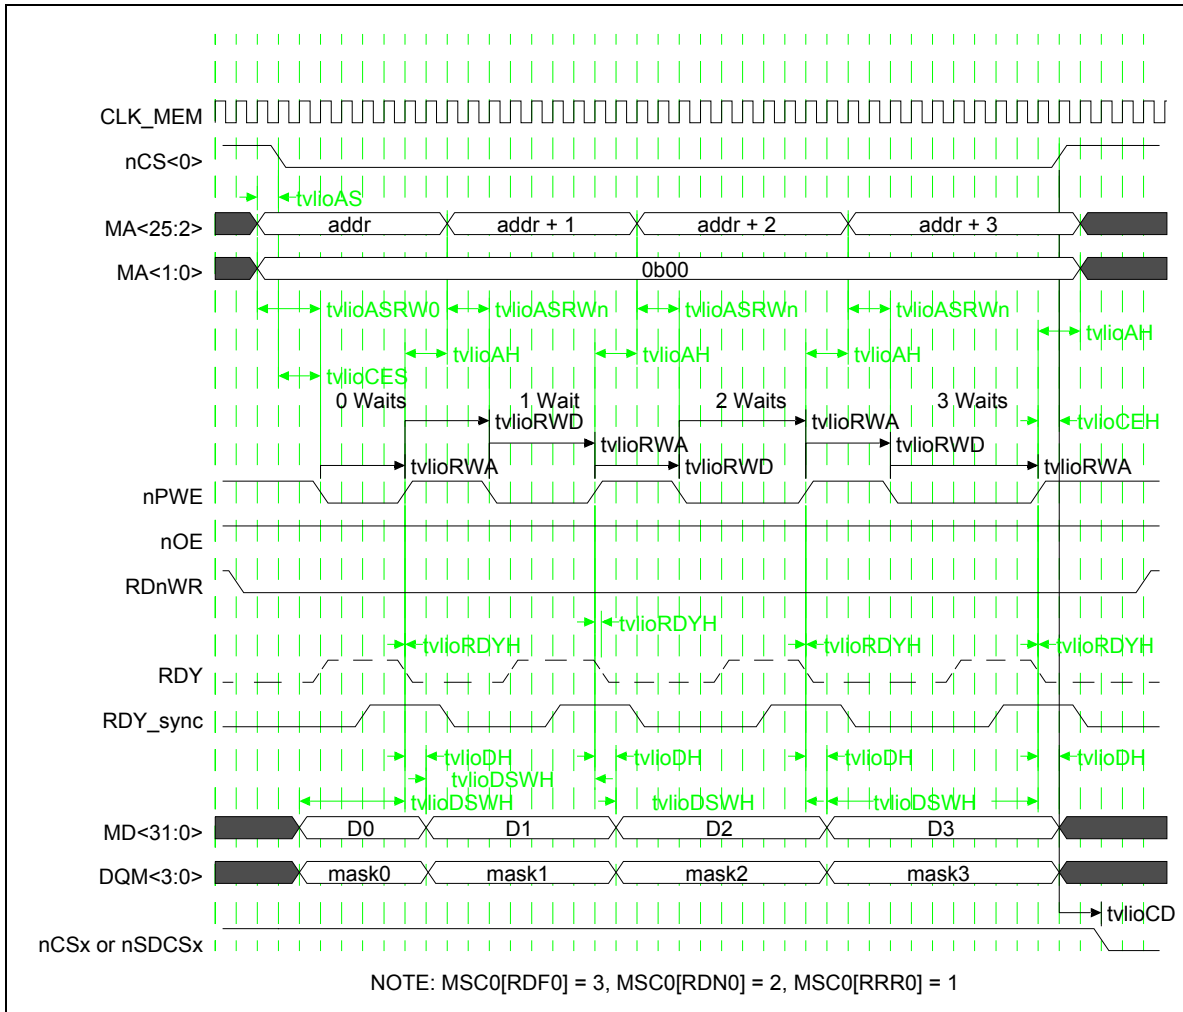 CLK_MEM
nCS<0>
tvlioAS
MA<25:2>
addr
addr + 1
addr + 2
addr + 3
MA<1:0>
0b00
tvlioASRW0
tvlioASRWn
tvlioASRWn
tvlioASRWn
tvlioAH
tvlioAH
tvlioAH
tvlioAH
tvlioCES
0 Waits
1 Wait
2 Waits
3 Waits
tvlioRWD
tvlioRWA
tvlioCEH
tvlioRWA
tvlioRWD
tvlioRWA
tvlioRWD
tvlioRWA
nPWE
nOE
RDnWR
tvlioRDYH
tvlioRDYH
tvlioRDYH
tvlioRDYH
RDY
RDY_sync
tvlioDH
tvlioDH
tvlioDH
tvlioDH
tvlioDSWH
tvlioDSWH
tvlioDSWH
tvlioDSWH
MD<31:0>
D0
D1
D2
D3
DQM<3:0>
mask0
mask1
mask2
mask3
tvlioCD
nCSx or nSDCSx
NOTE: MSC0[RDF0] = 3, MSC0[RDN0] = 2, MSC0[RRR0] = 1